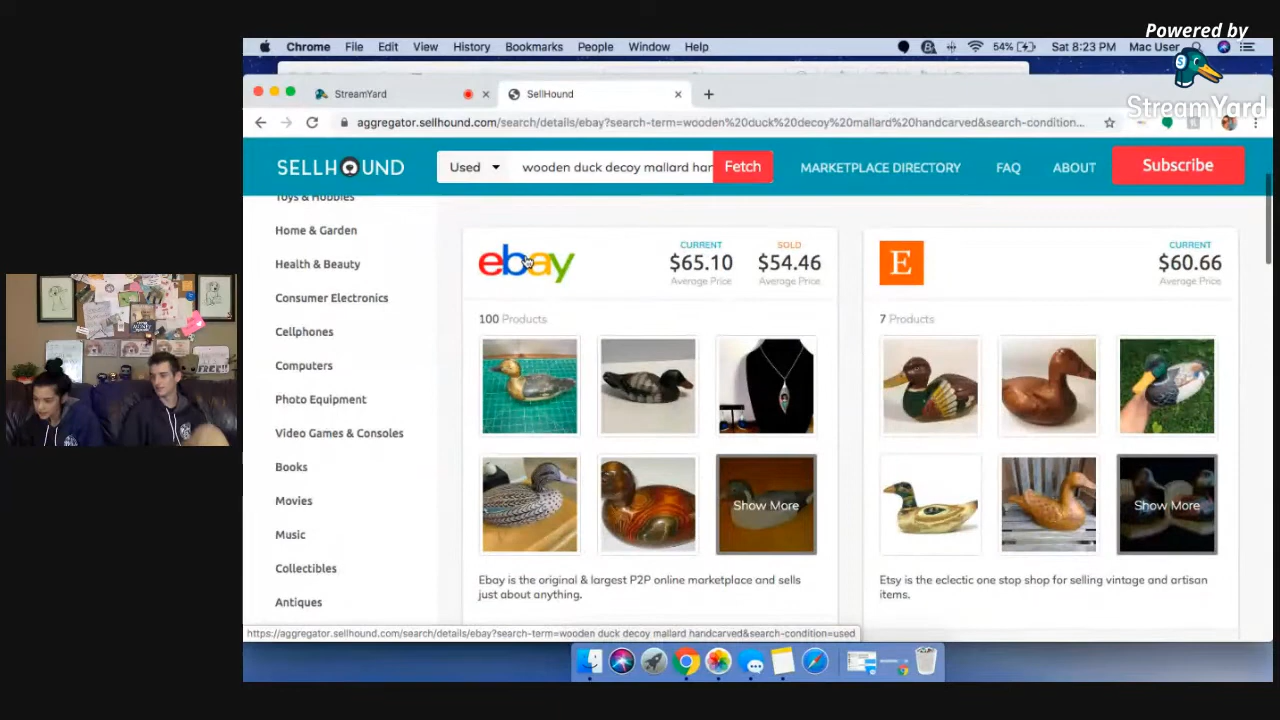 Powered by
StreamYard
Chrome File Edit View History Bookmarks People Window Help
54% Sat 8:23 PM Mac User
StreamYard
SellHound
aggregator.sellhound.com/search/details/ebay?search-term=wooden%20duck%20decoy%20mallard%20handcarved&search-condition...
SELLHOUND
Used
wooden duck decoy mallard har
Fetch
MARKETPLACE DIRECTORY
FAQ
ABOUT
Subscribe
Toys & Hobbies
Home & Garden
Health & Beauty
Consumer Electronics
Cellphones
Computers
Photo Equipment
Video Games & Consoles
Books
Movies
Music
Collectibles
Antiques
ebay
CURRENT
$65.10
Average Price
SOLD
$54.46
Average Price
100 Products
Show More
Ebay is the original & largest P2P online marketplace and sells
just about anything.
E
CURRENT
$60.66
Average Price
7 Products
Show More
Etsy is the eclectic one stop shop for selling vintage and artisan
items.
https://aggregator.sellhound.com/search/details/ebay?search-term=wooden duck decoy mallard handcarved&search-condition=used